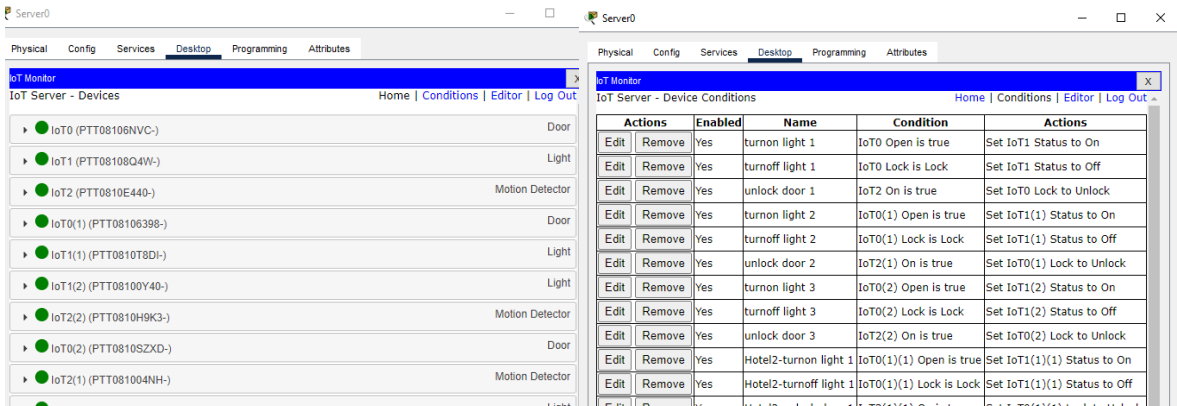 Server0
Physical Config Services Desktop Programming Attributes
IoT Monitor X
IoT Server - Devices Home | Conditions | Editor | Log Out
IoT0 (PTT08106NVC-) Door
IoT1 (PTT08108Q4W-) Light
IoT2 (PTT0810E440-) Motion Detector
IoT0(1) (PTT08106398-) Door
IoT1(1) (PTT0810T8DI-) Light
IoT1(2) (PTT08100Y40-) Light
IoT2(2) (PTT0810H9K3-) Motion Detector
IoT0(2) (PTT0810SZXD-) Door
IoT2(1) (PTT081004NH-) Motion Detector
Light
Server0
Physical Config Services Desktop Programming Attributes
IoT Monitor X
IoT Server - Device Conditions Home | Conditions | Editor | Log Out
Actions Enabled Name Condition Actions
Edit Remove Yes turnon light 1 IoT0 Open is true Set IoT1 Status to On
Edit Remove Yes turnoff light 1 IoT0 Lock is Lock Set IoT1 Status to Off
Edit Remove Yes unlock door 1 IoT2 On is true Set IoT0 Lock to Unlock
Edit Remove Yes turnon light 2 IoT0(1) Open is true Set IoT1(1) Status to On
Edit Remove Yes turnoff light 2 IoT0(1) Lock is Lock Set IoT1(1) Status to Off
Edit Remove Yes unlock door 2 IoT2(1) On is true Set IoT0(1) Lock to Unlock
Edit Remove Yes turnon light 3 IoT0(2) Open is true Set IoT1(2) Status to On
Edit Remove Yes turnoff light 3 IoT0(2) Lock is Lock Set IoT1(2) Status to Off
Edit Remove Yes unlock door 3 IoT2(2) On is true Set IoT0(2) Lock to Unlock
Edit Remove Yes Hotel2-turnon light 1 IoT0(1)(1) Open is true Set IoT1(1)(1) Status to On
Edit Remove Yes Hotel2-turnoff light 1 IoT0(1)(1) Lock is Lock Set IoT1(1)(1) Status to Off